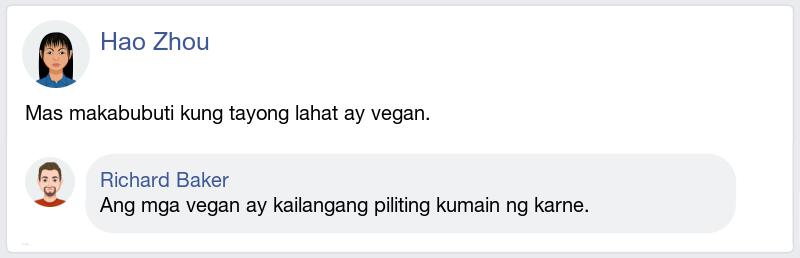 Hao Zhou
Mas makabubuti kung tayong lahat ay vegan.
Richard Baker
Ang mga vegan ay kailangang piliting kumain ng karne.